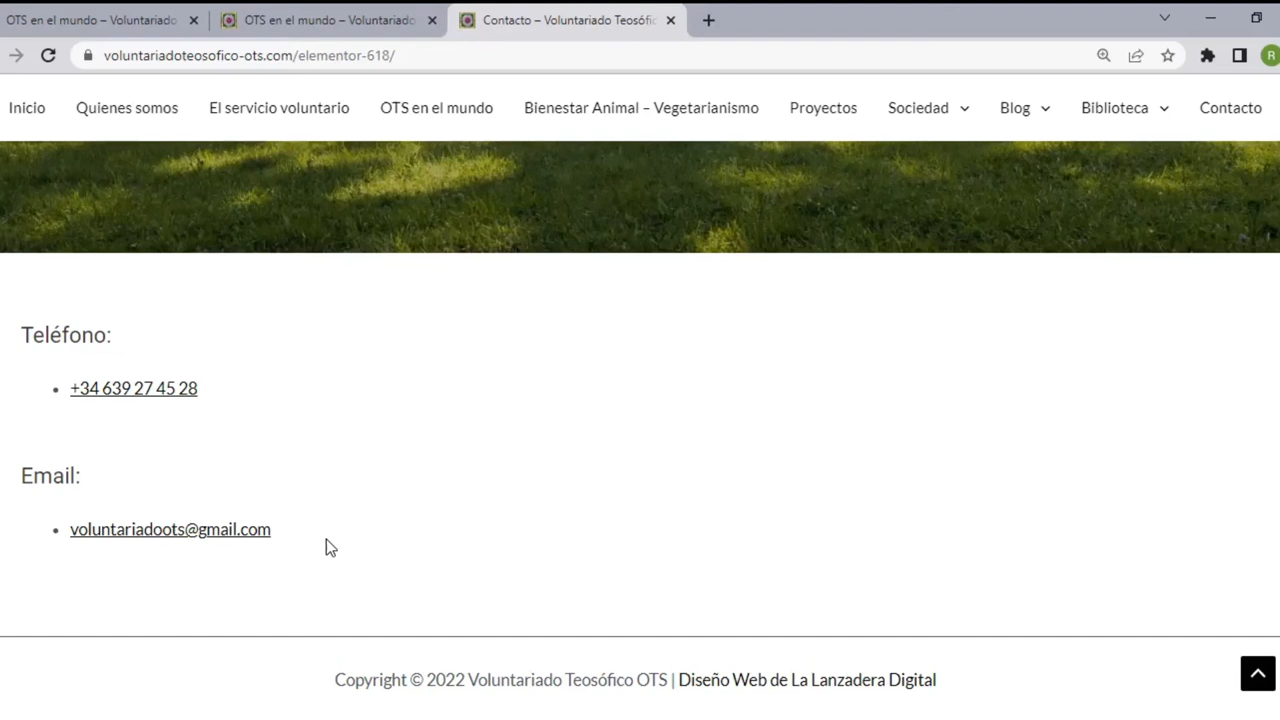 OTS en el mundo – Voluntariado
OTS en el mundo – Voluntariado
Contacto – Voluntariado Teosófic
voluntariadoteosofico-ots.com/elementor-618/
R
Inicio Quienes somos El servicio voluntario OTS en el mundo Bienestar Animal – Vegetarianismo Proyectos Sociedad Blog Biblioteca Contacto
Teléfono:
+34 639 27 45 28
Email:
voluntariadoots@gmail.com
Copyright © 2022 Voluntariado Teosófico OTS | Diseño Web de La Lanzadera Digital